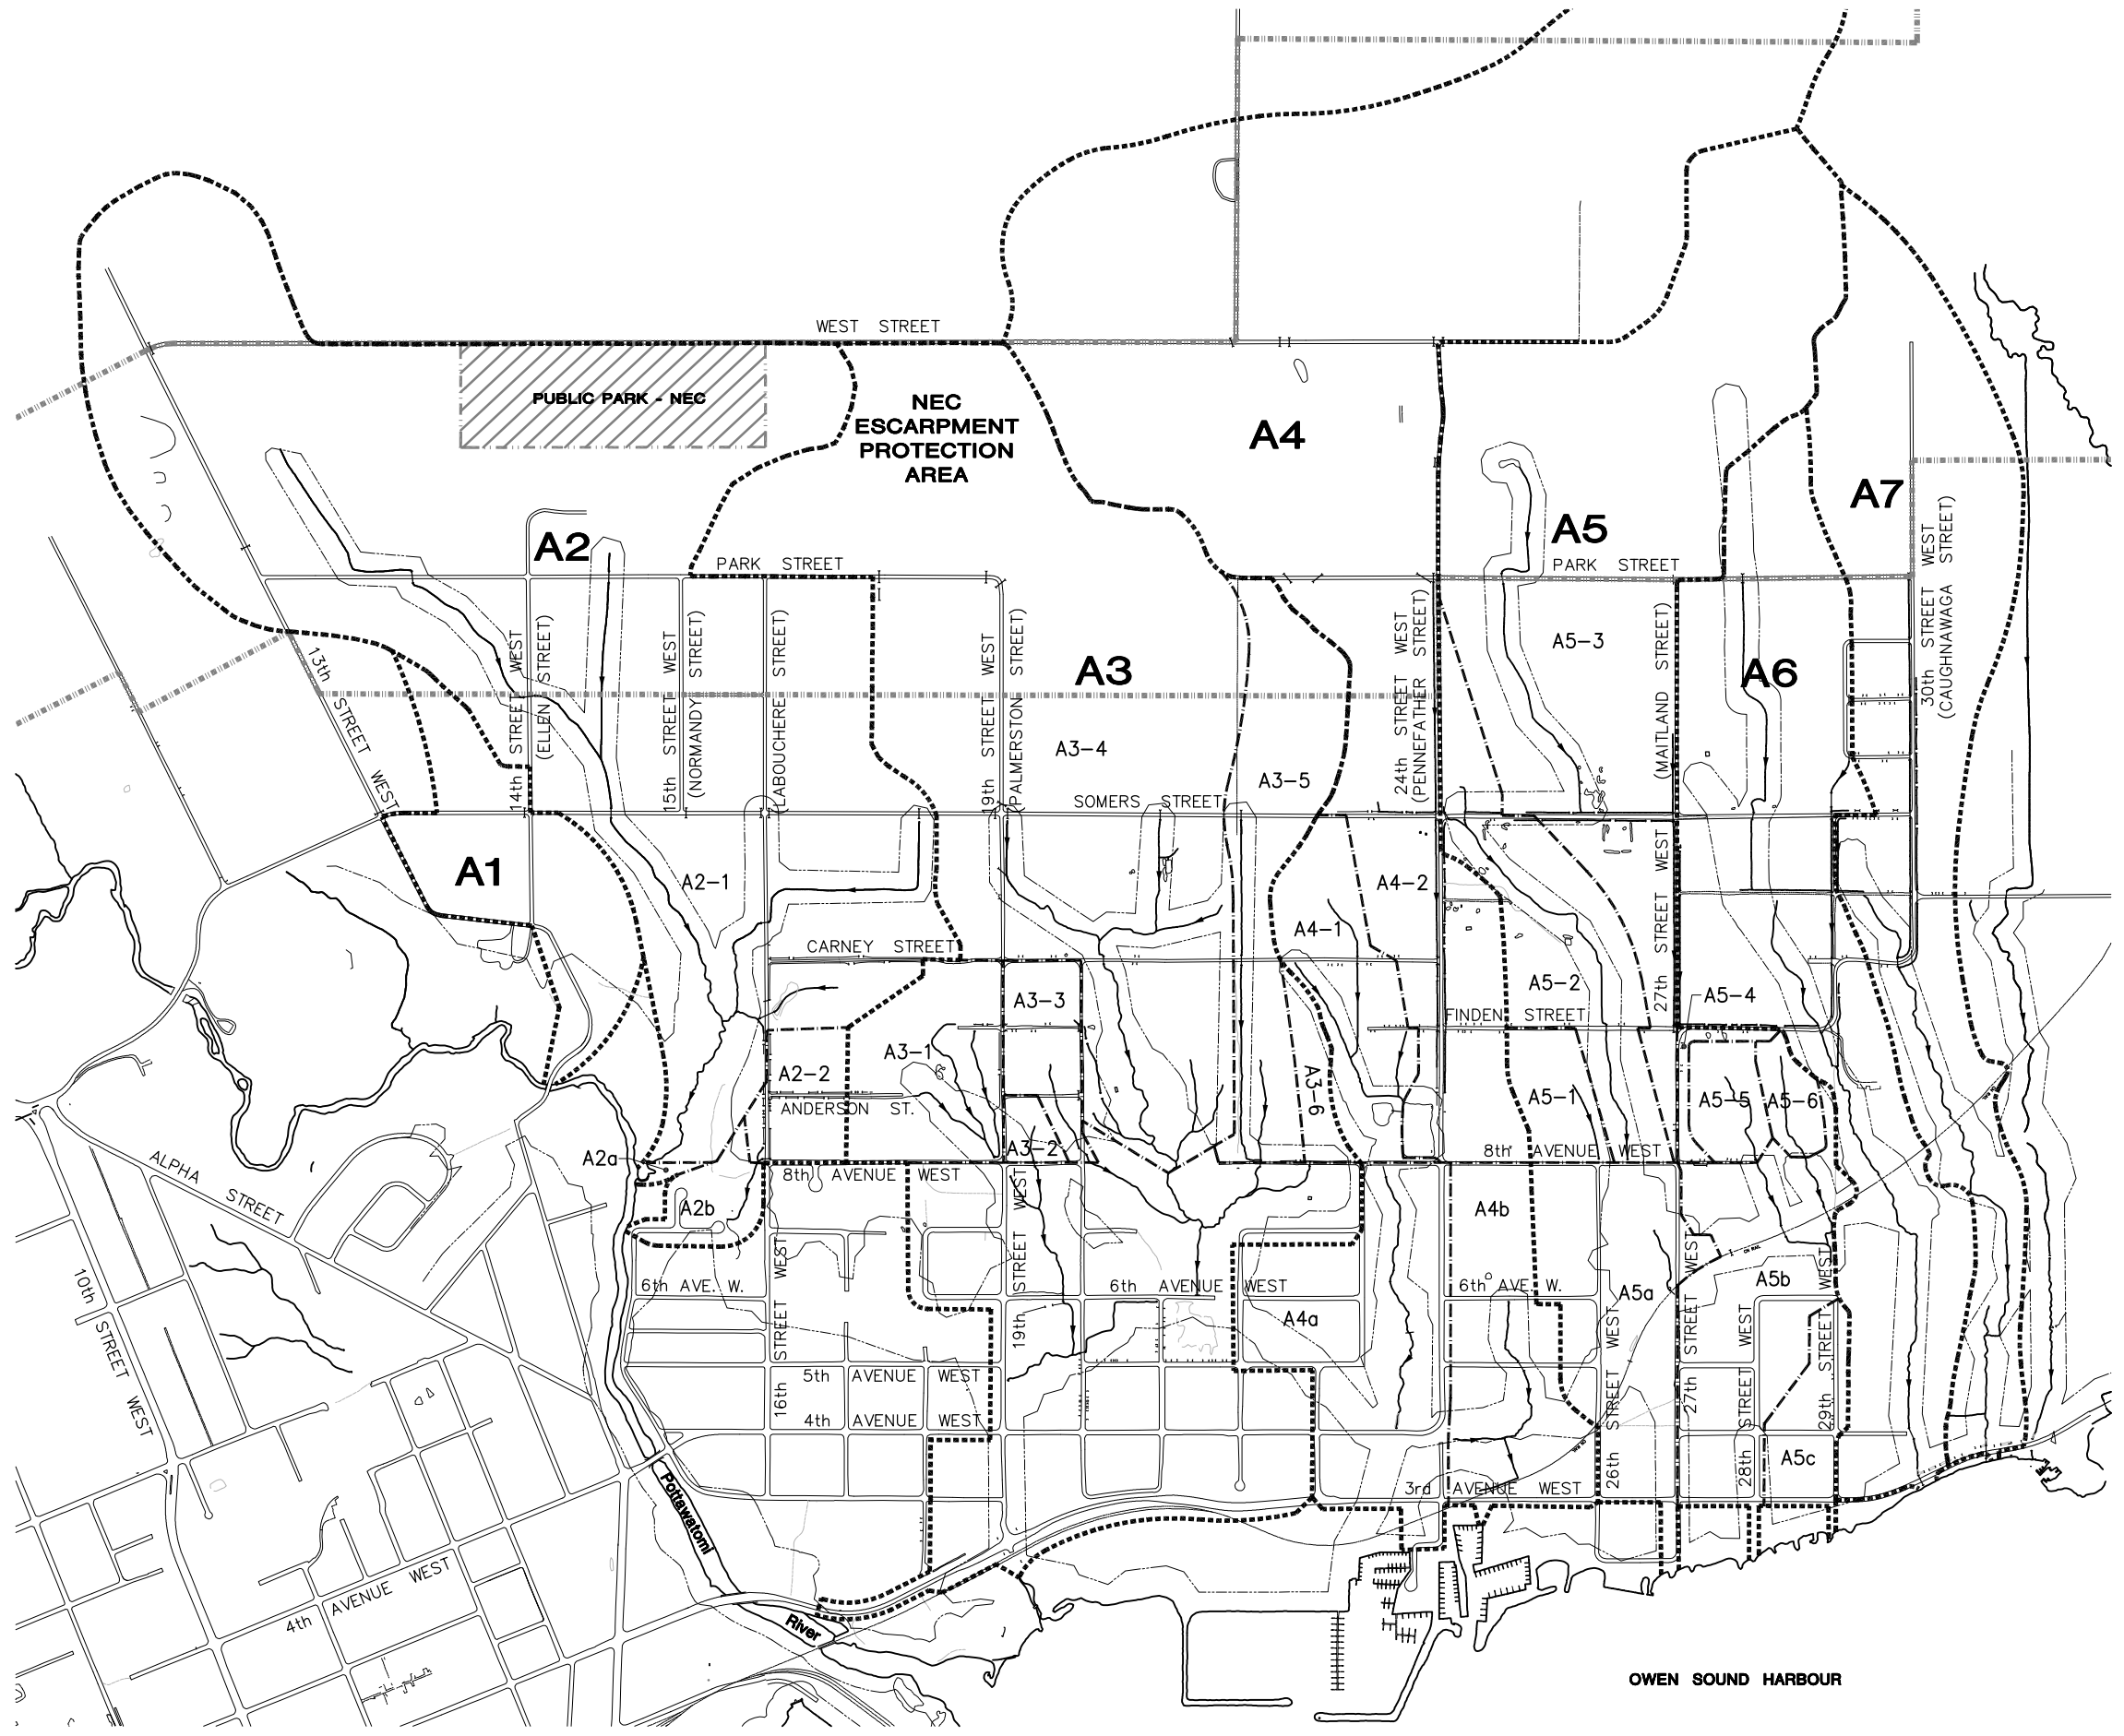 WEST STREET
PUBLIC PARK - NEC
NEC
ESCARPMENT
PROTECTION
AREA
A4
A7
A5
A2
PARK STREET
PARK STREET
30th STREET WEST
(CAUGHNAWAGA STREET)
13th STREET WEST
14th STREET WEST
(ELLEN STREET)
15th STREET WEST
(NORMANDY STREET)
(LABOUCHERE STREET)
19th STREET WEST
(PALMERSTON STREET)
A3
24th STREET WEST
(PENNEFATHER STREET)
A5-3
(MAITLAND STREET)
A6
A3-4
A3-5
SOMERS STREET
A1
A2-1
A4-2
27th STREET WEST
A4-1
CARNEY STREET
A5-2
A5-4
A3-3
FINDEN STREET
A3-1
A2-2
A3-6
A5-1
A5-5
A5-6
ANDERSON ST.
A3-2
8th AVENUE WEST
A2a
8th AVENUE WEST
ALPHA STREET
A2b
A4b
19th STREET WEST
16th STREET WEST
6th AVE. W.
6th AVENUE WEST
6th AVE. W.
A5a
A5b
CN RAIL
A4a
10th STREET WEST
5th AVENUE WEST
4th AVENUE WEST
26th STREET WEST
27th STREET WEST
28th STREET WEST
29th STREET WEST
A5c
3rd AVENUE WEST
Pottawatomi
River
4th AVENUE WEST
OWEN SOUND HARBOUR